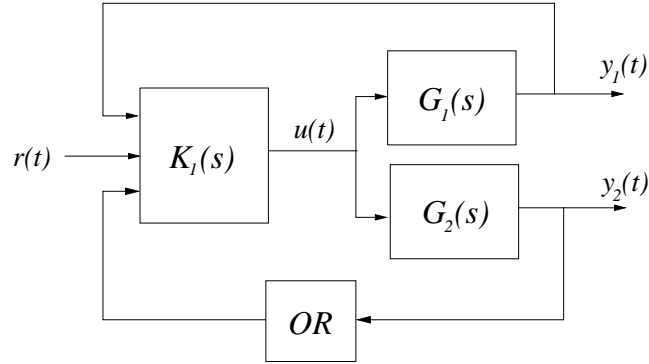 y₁(t)
G₁(s)
u(t)
r(t)
K₁(s)
y₂(t)
G₂(s)
OR